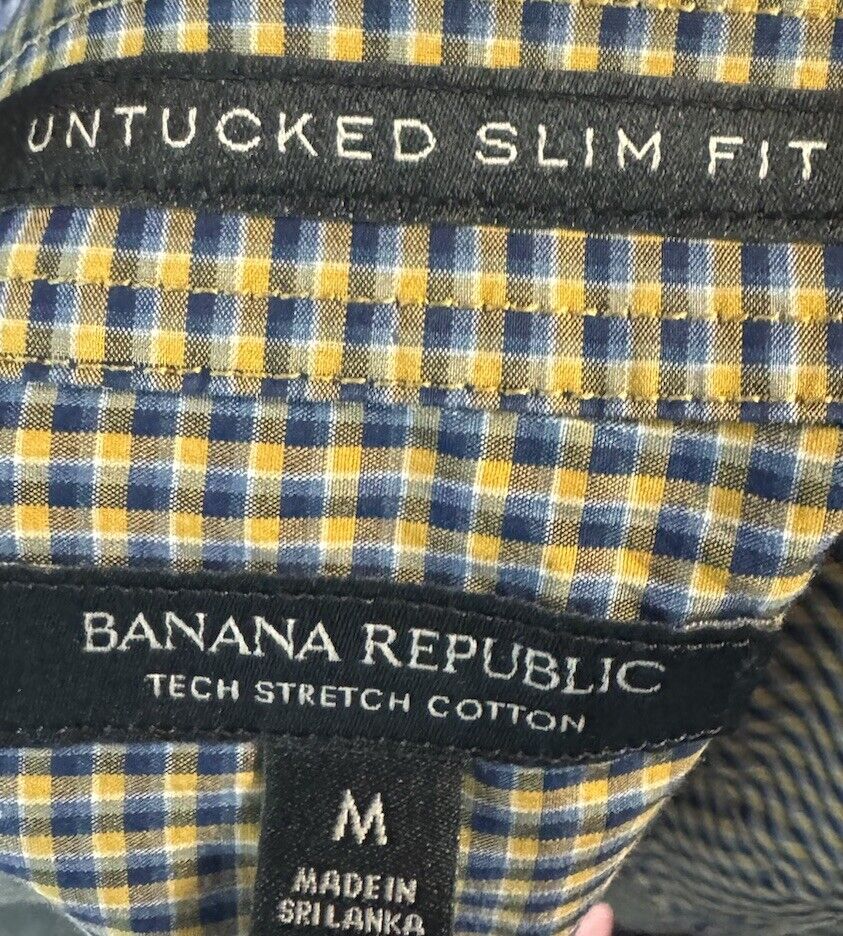 UNTUCKED SLIM FIT
BANANA REPUBLIC
TECH STRETCH COTTON
M
MADE IN
SRI LANKA